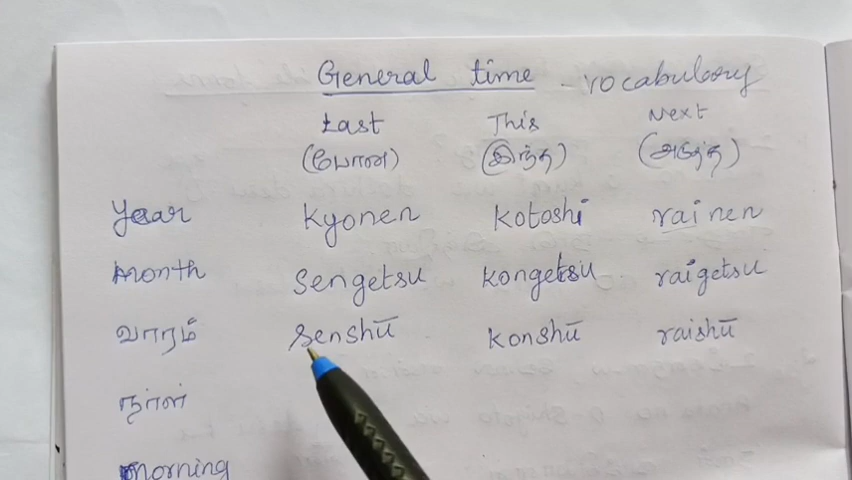 General time - vocabulary
Last This Next
(போன) (இந்த) (அடுத்த)
Year Kyonen Kotoshi rainen
Month Sengetsu Kongetsu raigetsu
வாரம் Senshū Konshū raishū
நாள்
Morning